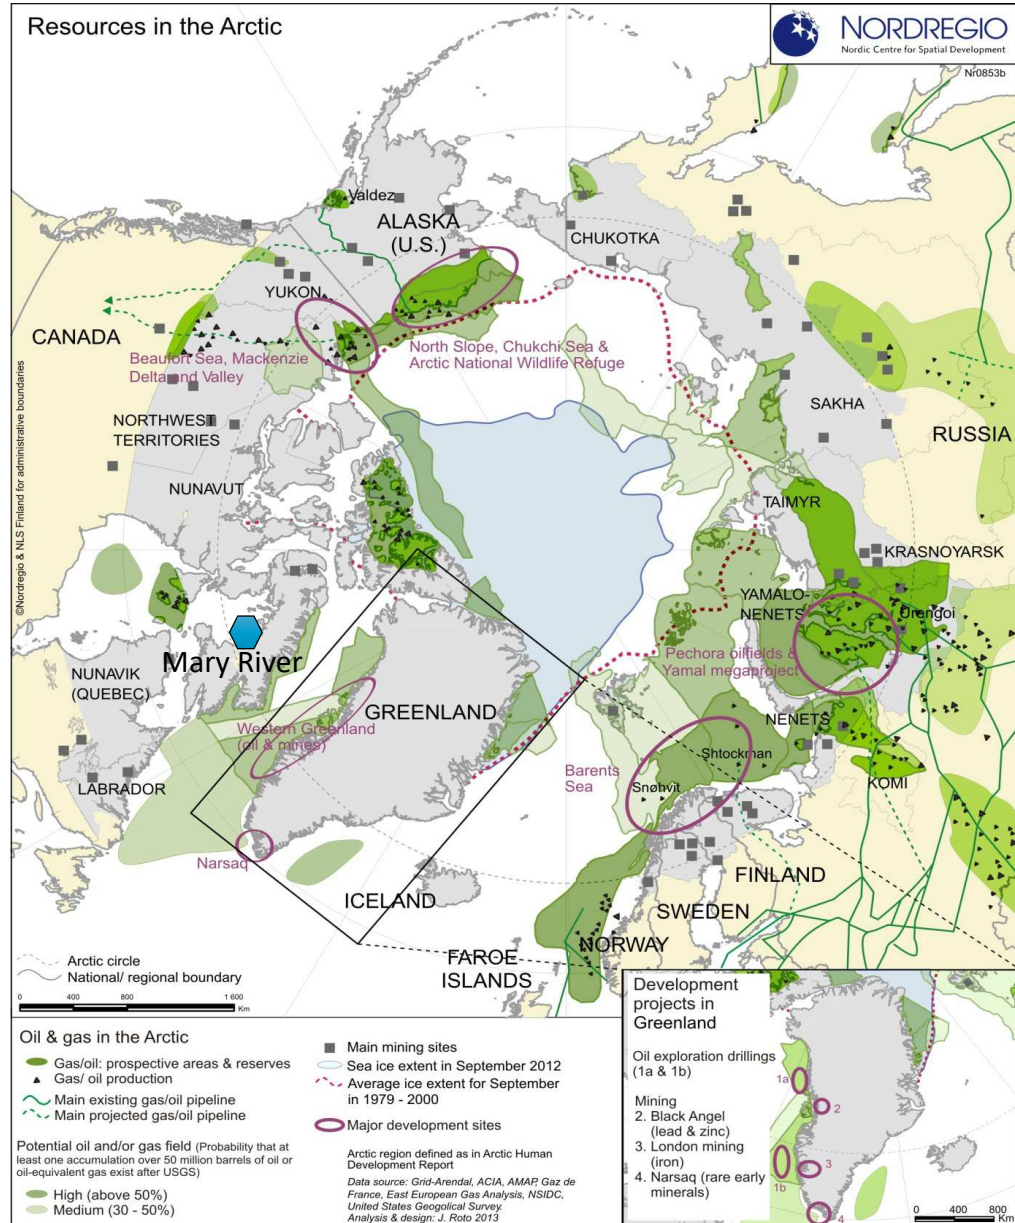 Resources in the Arctic
NORDREGIO
Nordic Centre for Spatial Development
Nr0853b
Valdez
ALASKA
(U.S.)
CHUKOTKA
YUKON
CANADA
Beaufort Sea, Mackenzie
Delta and Valley
North Slope, Chukchi Sea &
Arctic National Wildlife Refuge
NORTHWEST
TERRITORIES
SAKHA
RUSSIA
NUNAVUT
TAIMYR
KRASNOYARSK
YAMALO-
NENETS
Urengoi
Mary River
Pechora oilfields &
Yamal megaproject
NUNAVIK
(QUEBEC)
GREENLAND
Western Greenland
(oil & mines)
NENETS
Shtockman
Barents
Sea
Snøhvit
KOMI
LABRADOR
Narsaq
ICELAND
FINLAND
SWEDEN
NORWAY
FAROE
ISLANDS
©Nordregio & NLS Finland for administrative boundaries
Arctic circle
National/ regional boundary
0 400 800 1 600
Km
Oil & gas in the Arctic
Gas/oil: prospective areas & reserves
Gas/ oil production
Main existing gas/oil pipeline
Main projected gas/oil pipeline
Potential oil and/or gas field (Probability that at
least one accumulation over 50 million barrels of oil or
oil-equivalent gas exist after USGS)
High (above 50%)
Medium (30 - 50%)
Main mining sites
Sea ice extent in September 2012
Average ice extent for September
in 1979 - 2000
Major development sites
Arctic region defined as in Arctic Human
Development Report
Data source: Grid-Arendal, ACIA, AMAP, Gaz de
France, East European Gas Analysis, NSIDC,
United States Geogolical Survey.
Analysis & design: J. Roto 2013
Development
projects in
Greenland
Oil exploration drillings
(1a & 1b)
Mining
2. Black Angel
(lead & zinc)
3. London mining
(iron)
4. Narsaq (rare early
minerals)
1a
2
3
1b
4
0 400 800
Km